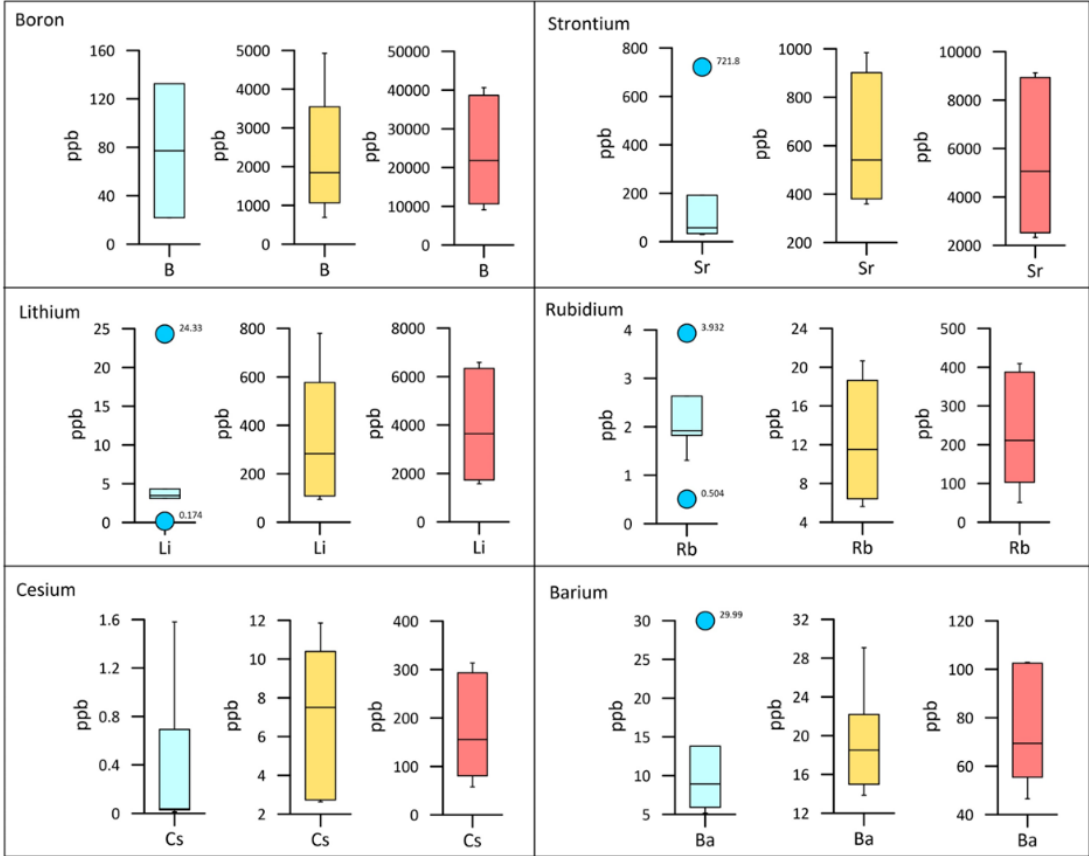 Boron
160
120
80
40
0
ppb
B
5000
4000
3000
2000
1000
0
ppb
B
50000
40000
30000
20000
10000
0
ppb
B
Strontium
800
600
400
200
0
ppb
721.8
Sr
1000
800
600
400
200
ppb
Sr
10000
8000
6000
4000
2000
ppb
Sr
Lithium
25
20
15
10
5
0
ppb
24.33
0.174
Li
800
600
400
200
0
ppb
Li
8000
6000
4000
2000
0
ppb
Li
Rubidium
4
3
2
1
0
ppb
3.932
0.504
Rb
24
20
16
12
8
4
ppb
Rb
500
400
300
200
100
0
ppb
Rb
Cesium
1.6
1.2
0.8
0.4
0
ppb
Cs
12
10
8
6
4
2
ppb
Cs
400
300
200
100
0
ppb
Cs
Barium
30
25
20
15
10
5
ppb
29.99
Ba
32
28
24
20
16
12
ppb
Ba
120
100
80
60
40
ppb
Ba